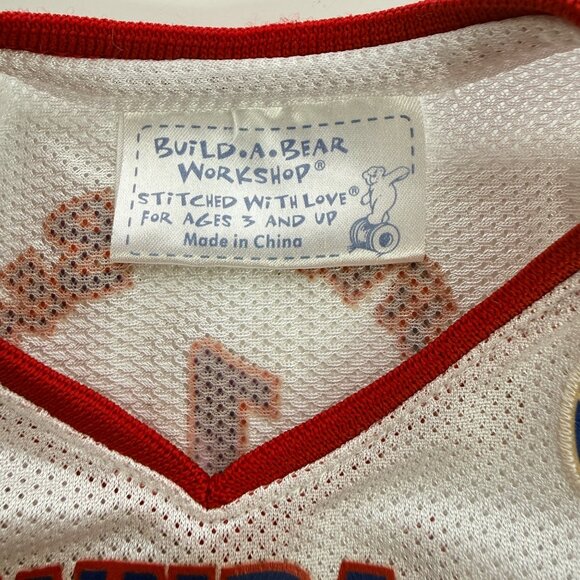 BUILD.A.BEAR
WORKSHOP®
STITCHED WITH LOVE®
FOR AGES 3 AND UP
Made in China